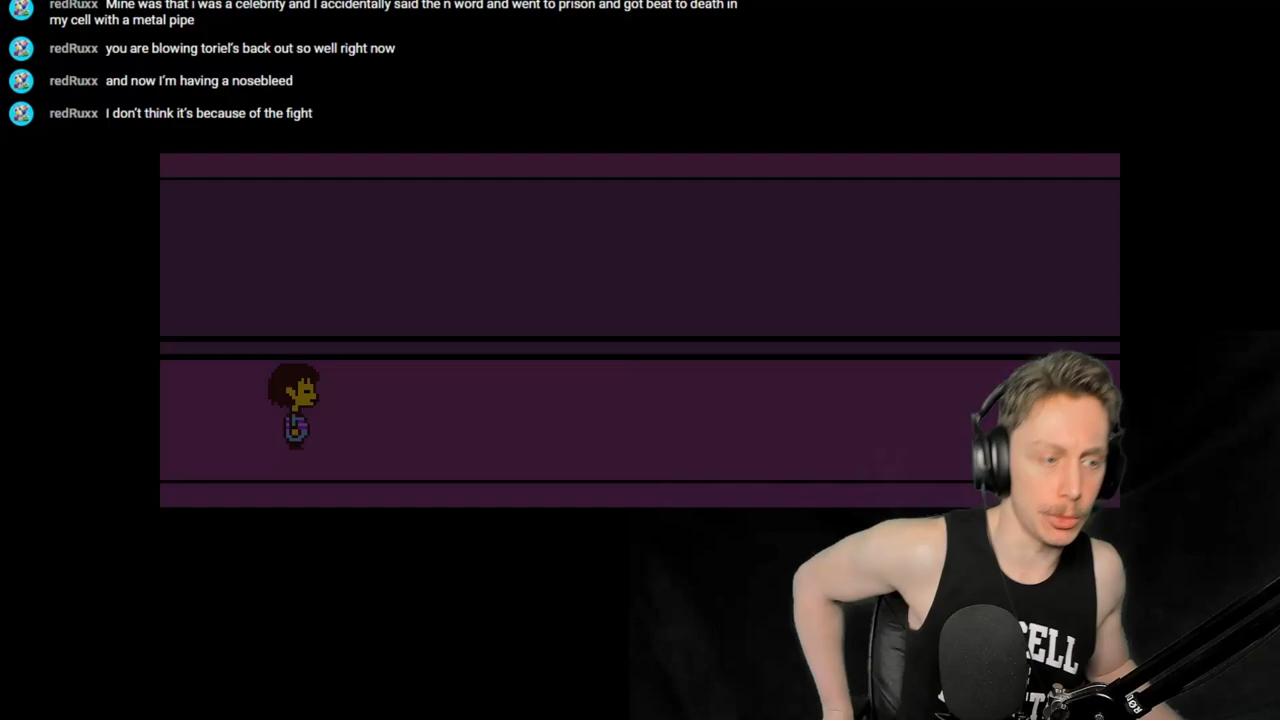 redRuxx Mine was that i was a celebrity and I accidentally said the n word and went to prison and got beat to death in
my cell with a metal pipe
redRuxx you are blowing toriel's back out so well right now
redRuxx and now I'm having a nosebleed
redRuxx I don't think it's because of the fight
ELL